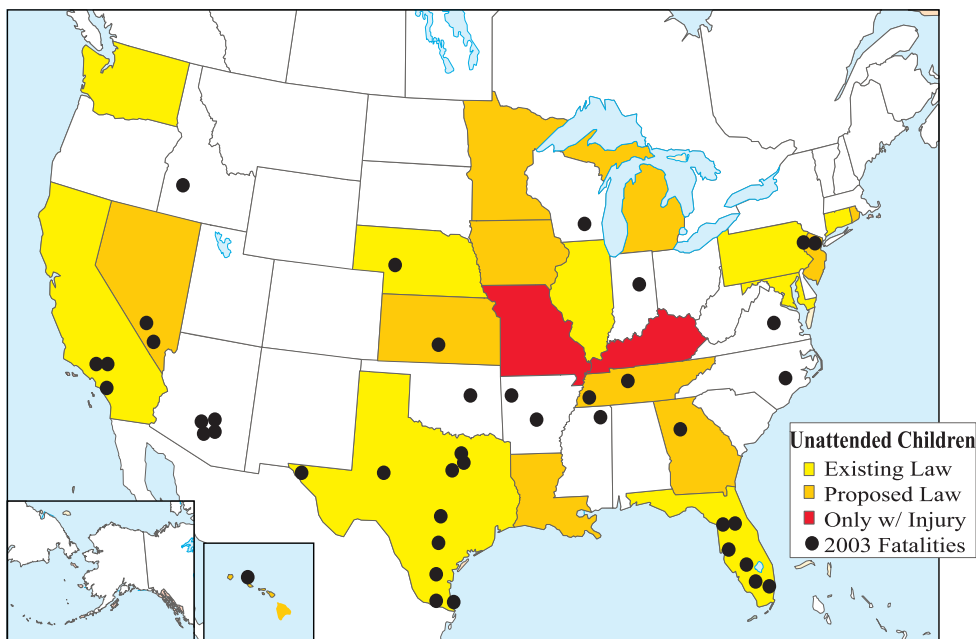 Unattended Children
Existing Law
Proposed Law
Only w/ Injury
2003 Fatalities